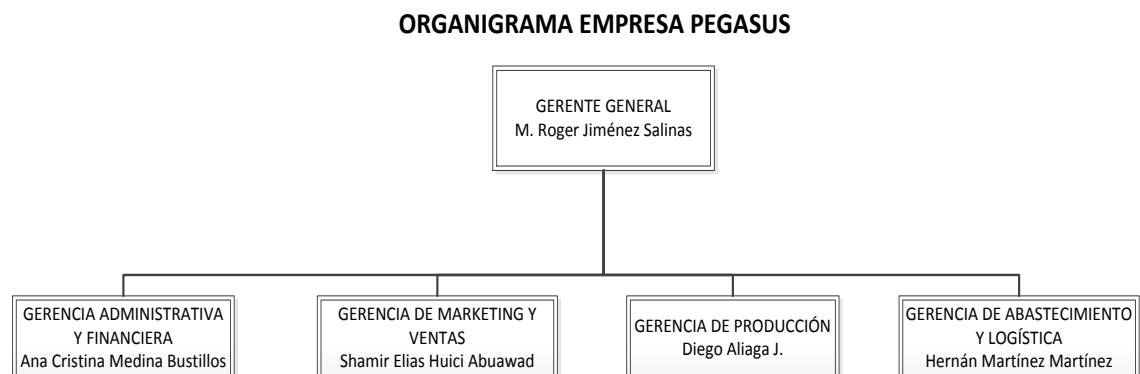 ORGANIGRAMA EMPRESA PEGASUS
GERENTE GENERAL
M. Roger Jiménez Salinas
GERENCIA ADMINISTRATIVA
Y FINANCIERA
Ana Cristina Medina Bustillos
GERENCIA DE MARKETING Y
VENTAS
Shamir Elias Huici Abuawad
GERENCIA DE PRODUCCIÓN
Diego Aliaga J.
GERENCIA DE ABASTECIMIENTO
Y LOGÍSTICA
Hernán Martínez Martínez